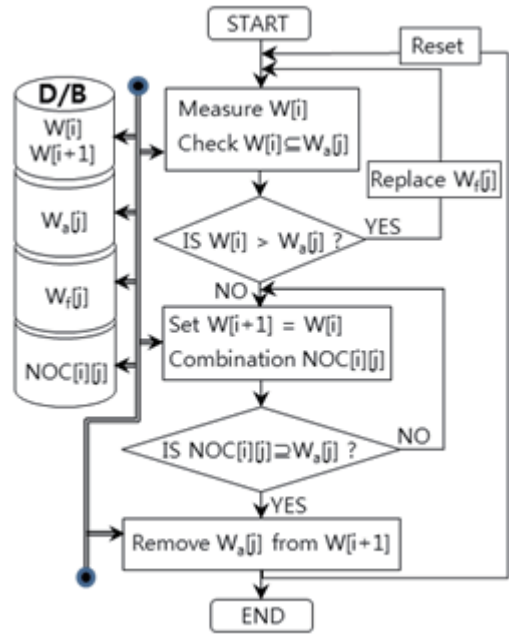 START
Reset
D/B
W[i]
W[i+1]
Wa[j]
Wf[j]
NOC[i][j]
Measure W[i]
Check W[i]⊆Wa[j]
Replace Wf[j]
IS W[i] > Wa[j] ?
YES
NO
Set W[i+1] = W[i]
Combination NOC[i][j]
IS NOC[i][j]⊇Wa[j] ?
NO
YES
Remove Wa[j] from W[i+1]
END